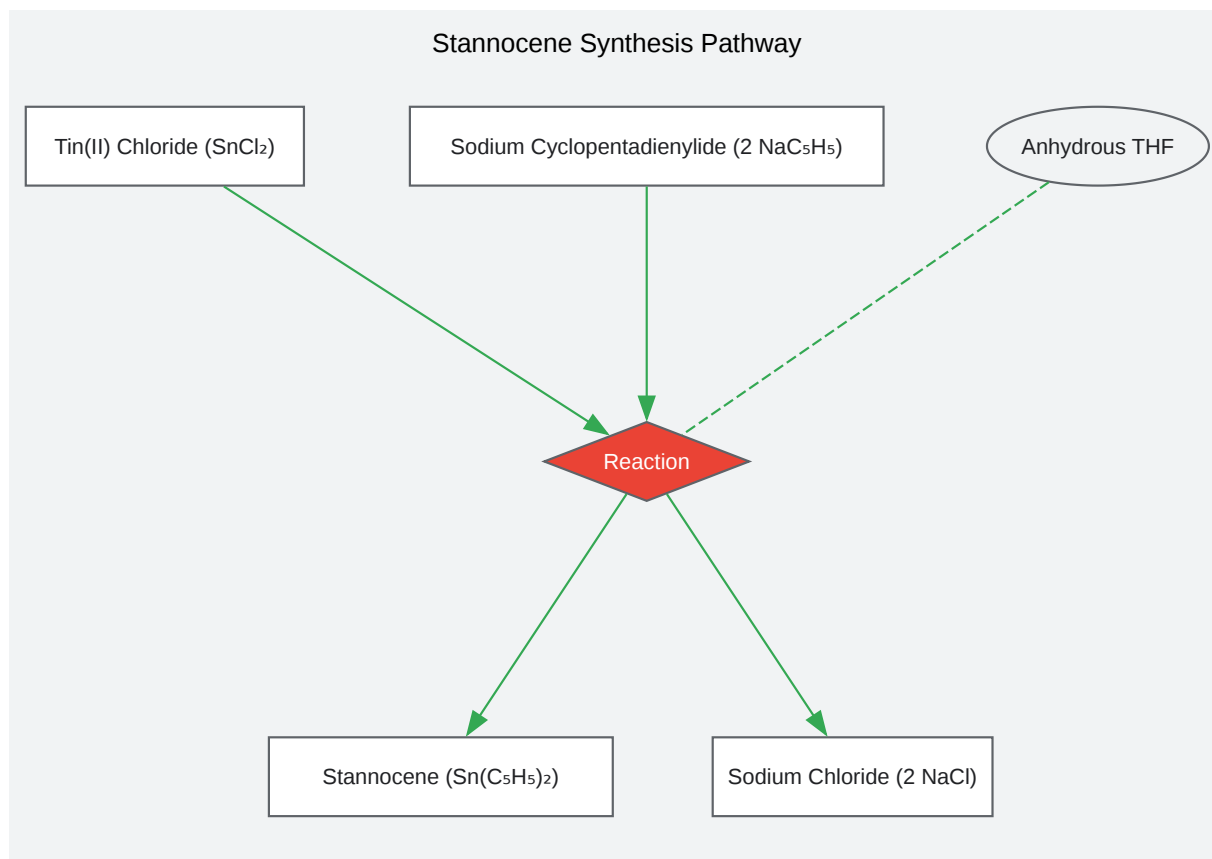 Stannocene Synthesis Pathway
Tin(II) Chloride (SnCl₂)
Sodium Cyclopentadienylide (2 NaC₅H₅)
Anhydrous THF
Reaction
Stannocene (Sn(C₅H₅)₂)
Sodium Chloride (2 NaCl)